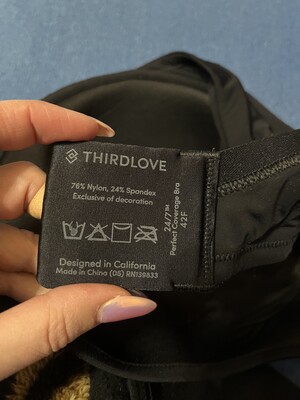 THIRDLOVE
76% Nylon, 24% Spandex
Exclusive of decoration
Designed in California
Made in China (05) RN138833
24/7™
Perfect Coverage Bra
42F